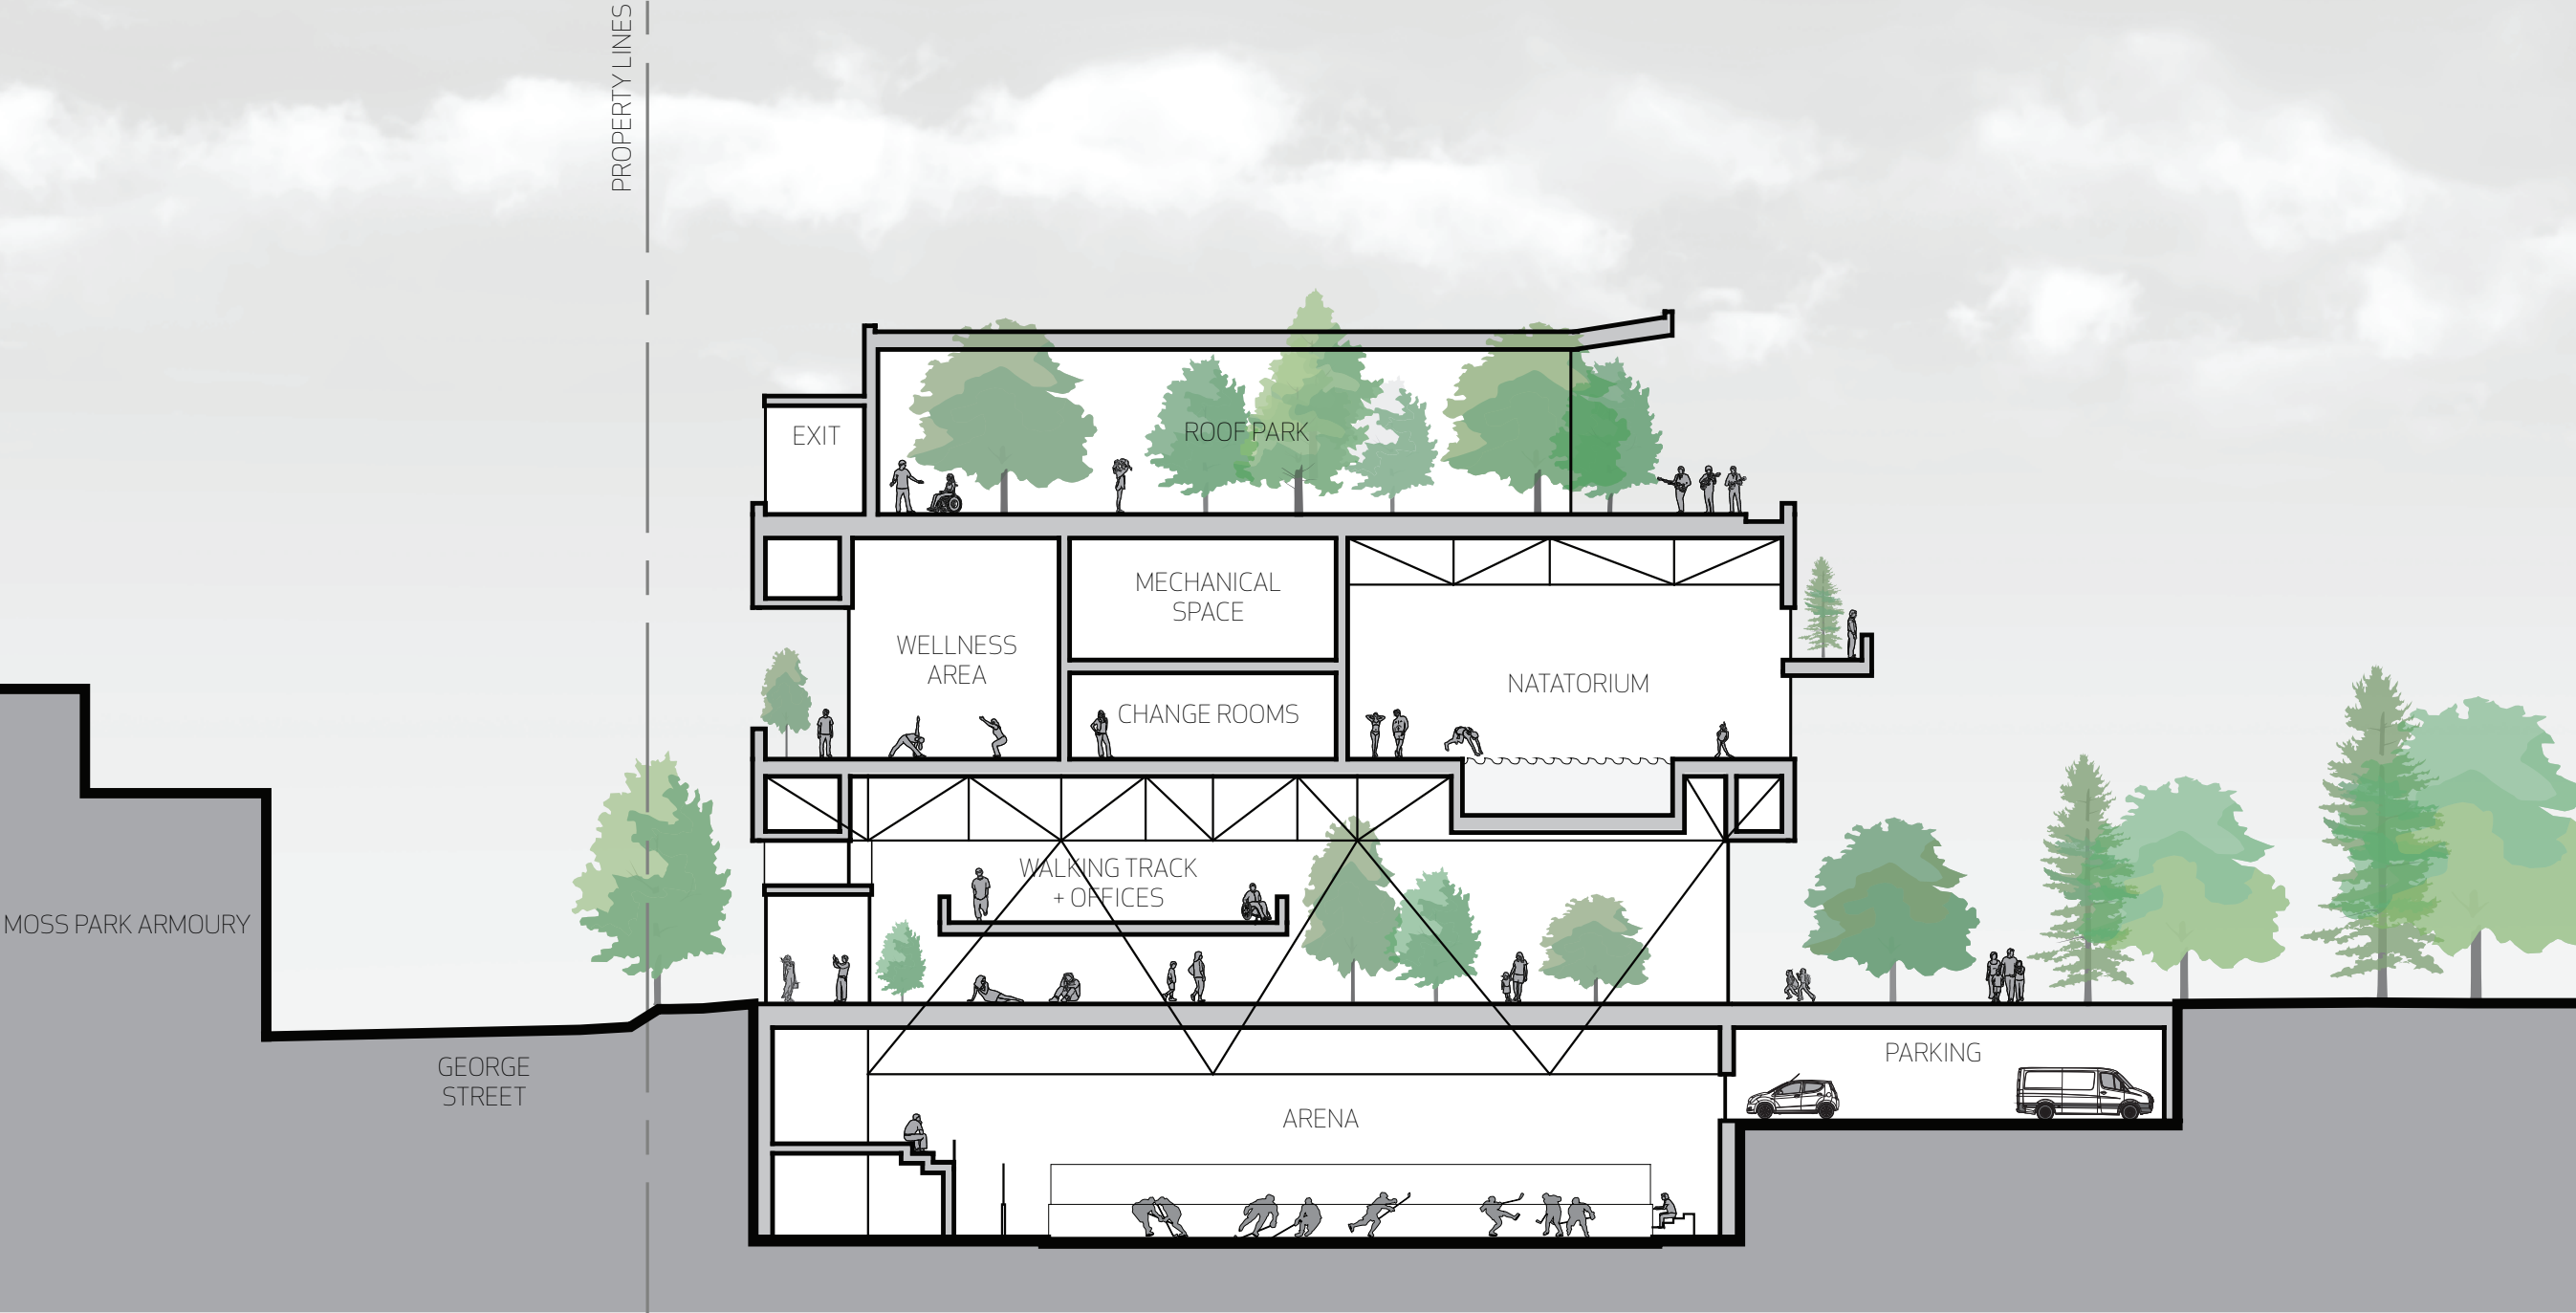 PROPERTY LINES
EXIT
ROOF PARK
MECHANICAL
SPACE
WELLNESS
AREA
NATATORIUM
CHANGE ROOMS
WALKING TRACK
+ OFFICES
MOSS PARK ARMOURY
GEORGE
STREET
PARKING
ARENA